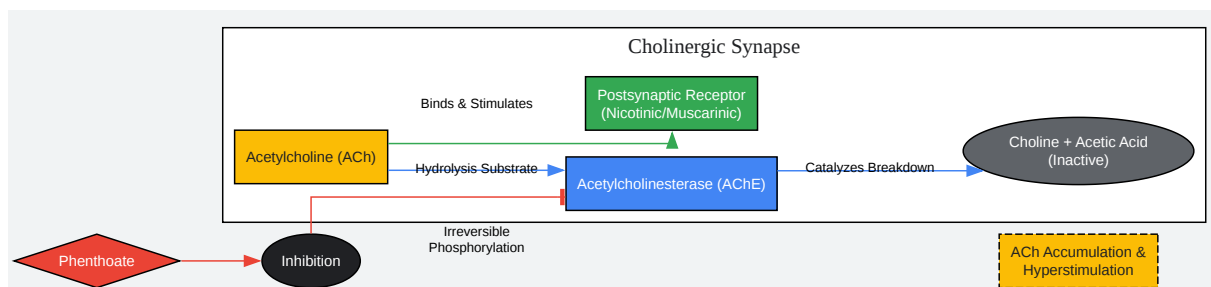 Cholinergic Synapse
Postsynaptic Receptor
(Nicotinic/Muscarinic)
Binds & Stimulates
Acetylcholine (ACh)
Hydrolysis Substrate
Acetylcholinesterase (AChE)
Catalyzes Breakdown
Choline + Acetic Acid
(Inactive)
Irreversible
Phosphorylation
Phenthoate
Inhibition
ACh Accumulation &
Hyperstimulation